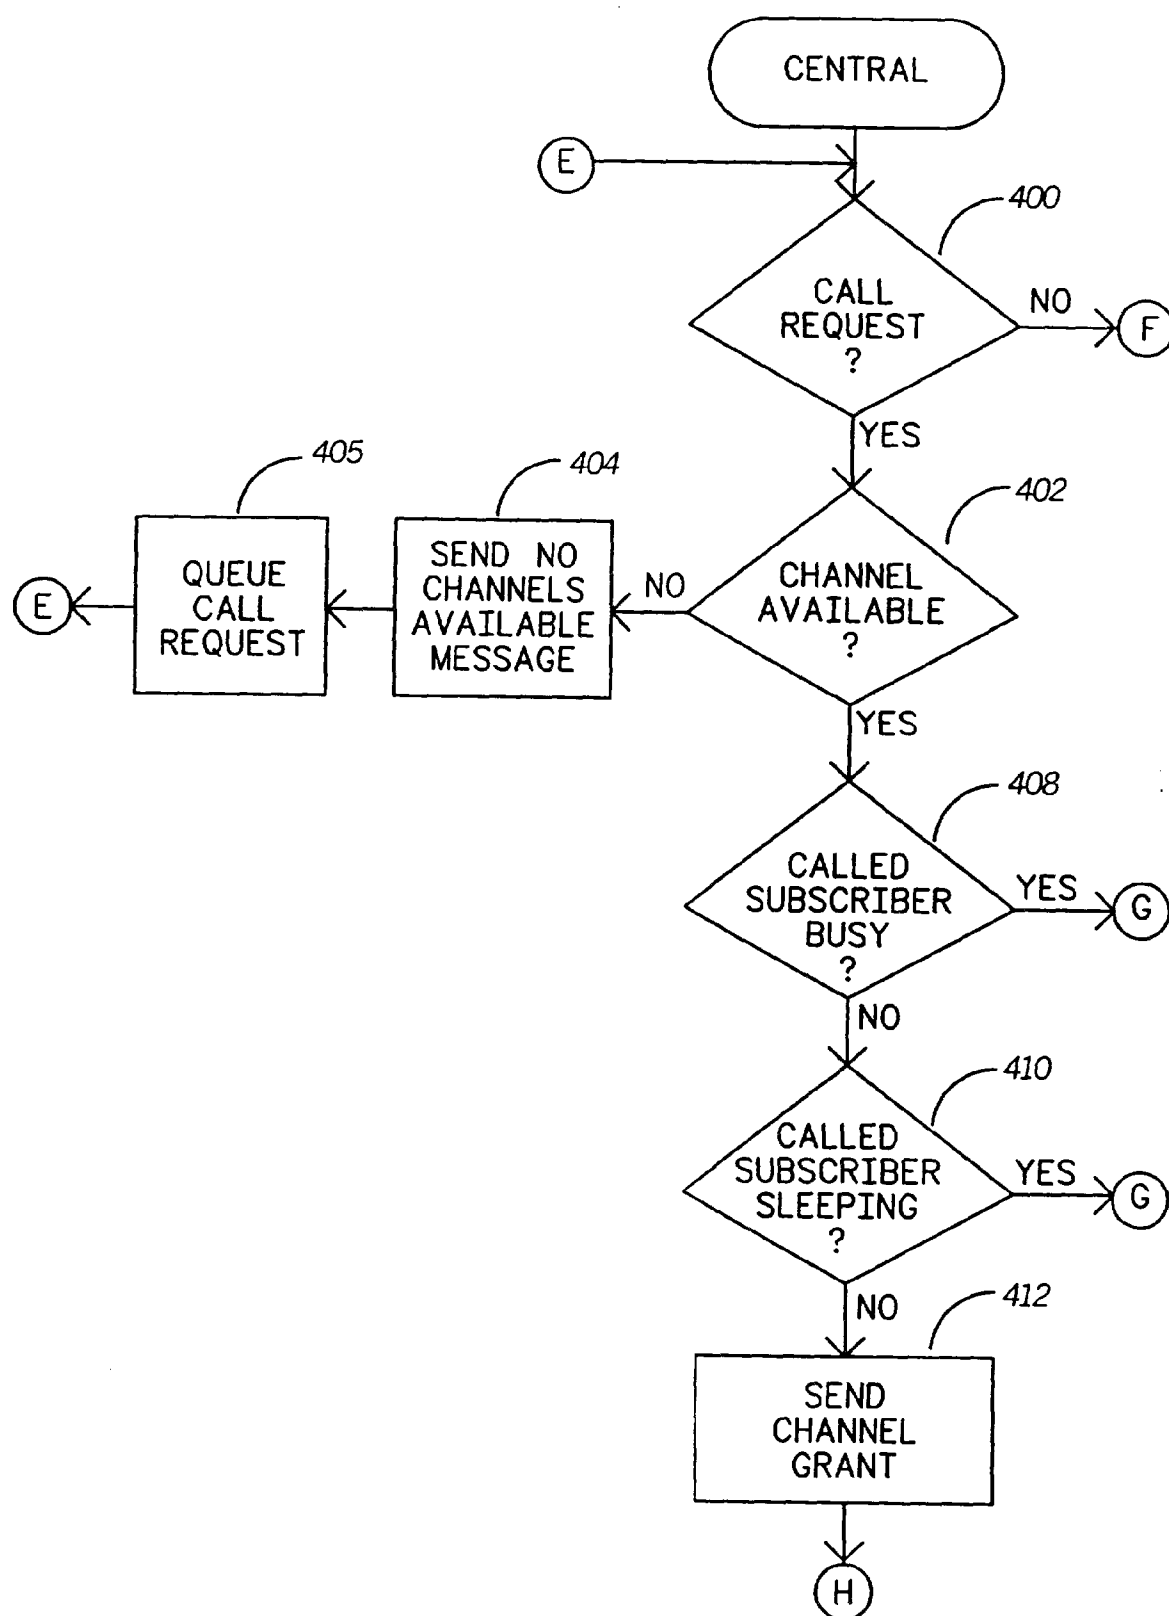 CENTRAL
E
400
CALL
REQUEST
?
NO
F
YES
405
404
402
E
QUEUE
CALL
REQUEST
SEND NO
CHANNELS
AVAILABLE
MESSAGE
NO
CHANNEL
AVAILABLE
?
YES
408
CALLED
SUBSCRIBER
BUSY
?
YES
G
NO
410
CALLED
SUBSCRIBER
SLEEPING
?
YES
G
NO
412
SEND
CHANNEL
GRANT
H